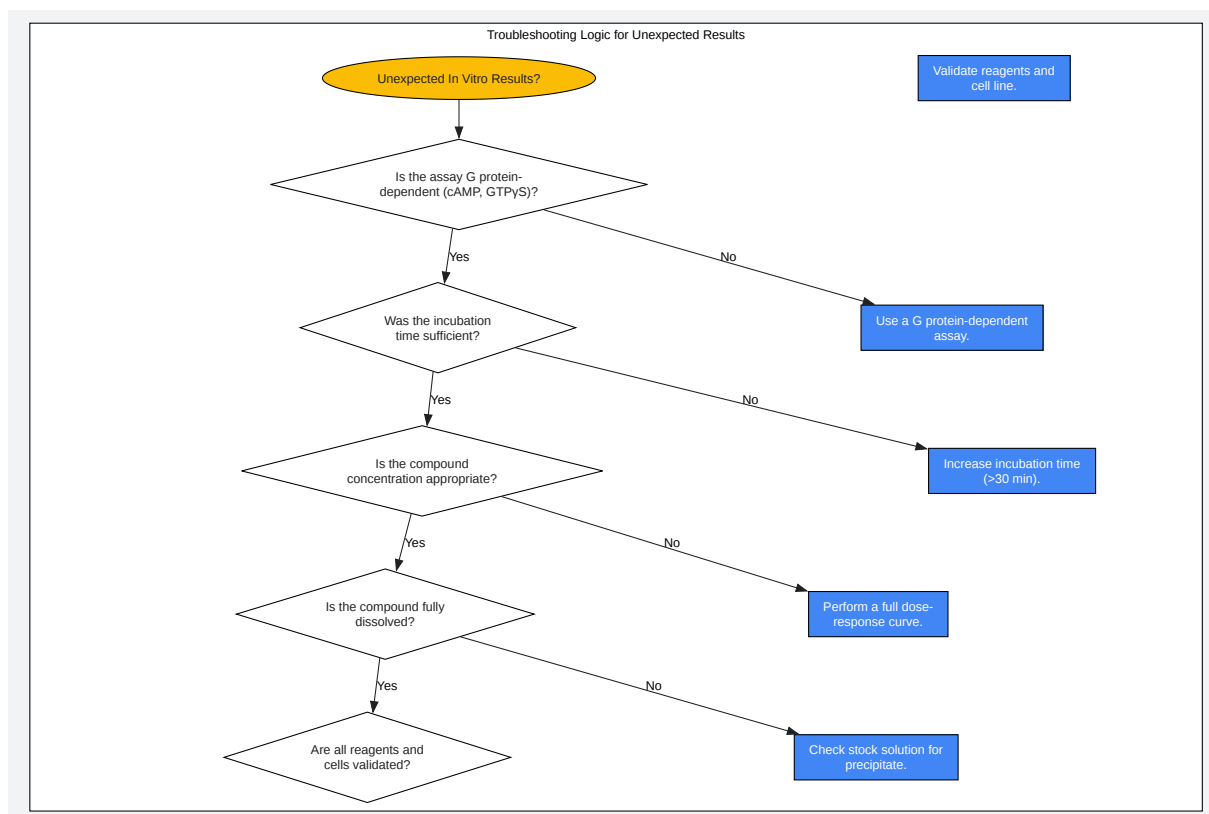 Troubleshooting Logic for Unexpected Results
Unexpected In Vitro Results?
Validate reagents and
cell line.
Is the assay G protein-
dependent (cAMP, GTPγS)?
Yes
No
Was the incubation
time sufficient?
Use a G protein-dependent
assay.
Yes
No
Is the compound
concentration appropriate?
Increase incubation time
(>30 min).
Yes
No
Is the compound fully
dissolved?
Perform a full dose-
response curve.
Yes
No
Are all reagents and
cells validated?
Check stock solution for
precipitate.